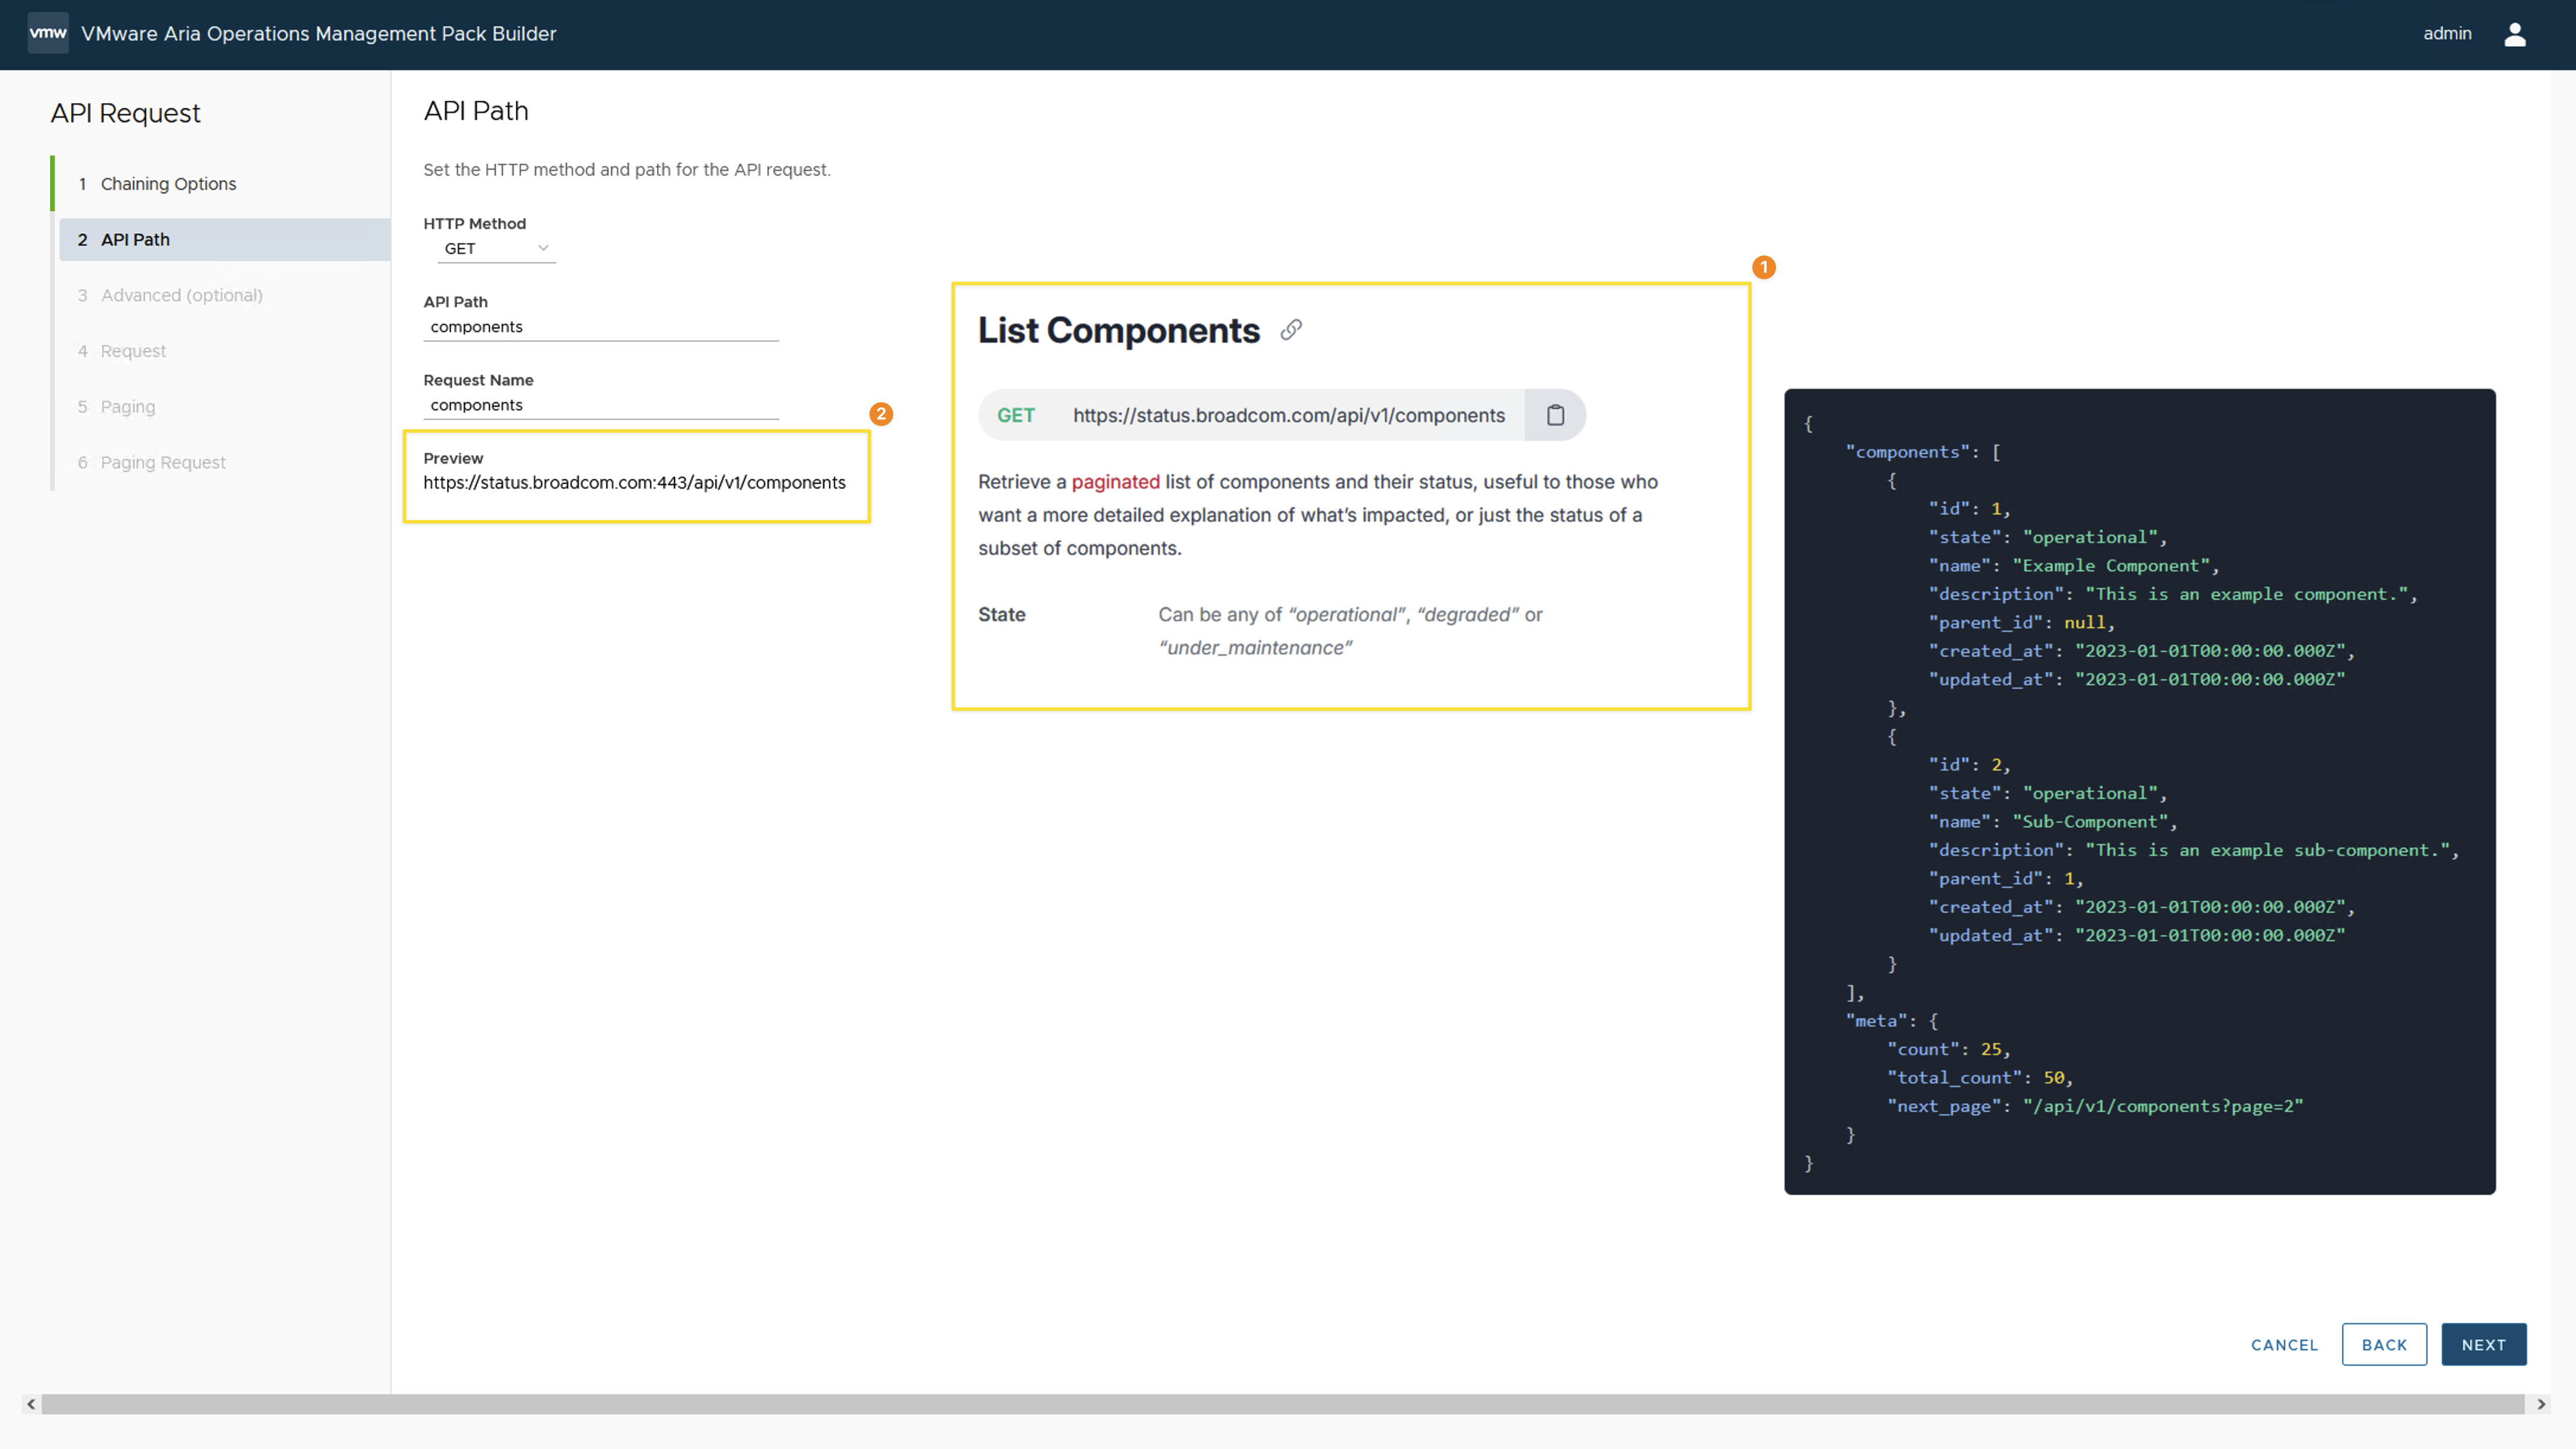 vmw VMware Aria Operations Management Pack Builder
admin
API Request
1 Chaining Options
2 API Path
3 Advanced (optional)
4 Request
5 Paging
6 Paging Request
API Path
Set the HTTP method and path for the API request.
HTTP Method
GET
API Path
components
Request Name
components
2
Preview
https://status.broadcom.com:443/api/v1/components
1
List Components
GET https://status.broadcom.com/api/v1/components
Retrieve a paginated list of components and their status, useful to those who
want a more detailed explanation of what's impacted, or just the status of a
subset of components.
State Can be any of “operational”, “degraded” or
“under_maintenance”
{
"components": [
{
"id": 1,
"state": "operational",
"name": "Example Component",
"description": "This is an example component.",
"parent_id": null,
"created_at": "2023-01-01T00:00:00.000Z",
"updated_at": "2023-01-01T00:00:00.000Z"
},
{
"id": 2,
"state": "operational",
"name": "Sub-Component",
"description": "This is an example sub-component.",
"parent_id": 1,
"created_at": "2023-01-01T00:00:00.000Z",
"updated_at": "2023-01-01T00:00:00.000Z"
}
],
"meta": {
"count": 25,
"total_count": 50,
"next_page": "/api/v1/components?page=2"
}
}
CANCEL BACK NEXT